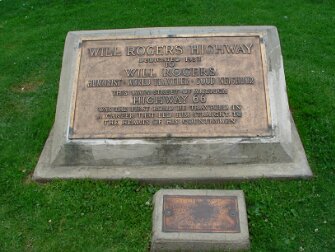 WILL ROGERS HIGHWAY
DEDICATED 1952
TO
WILL ROGERS
HUMORIST · WORLD TRAVELER · GOOD NEIGHBOR
THIS MAIN STREET OF AMERICA
HIGHWAY 66
WAS THE FIRST ROAD HE TRAVELED IN
A CAREER THAT LED HIM STRAIGHT TO
THE HEARTS OF HIS COUNTRYMEN